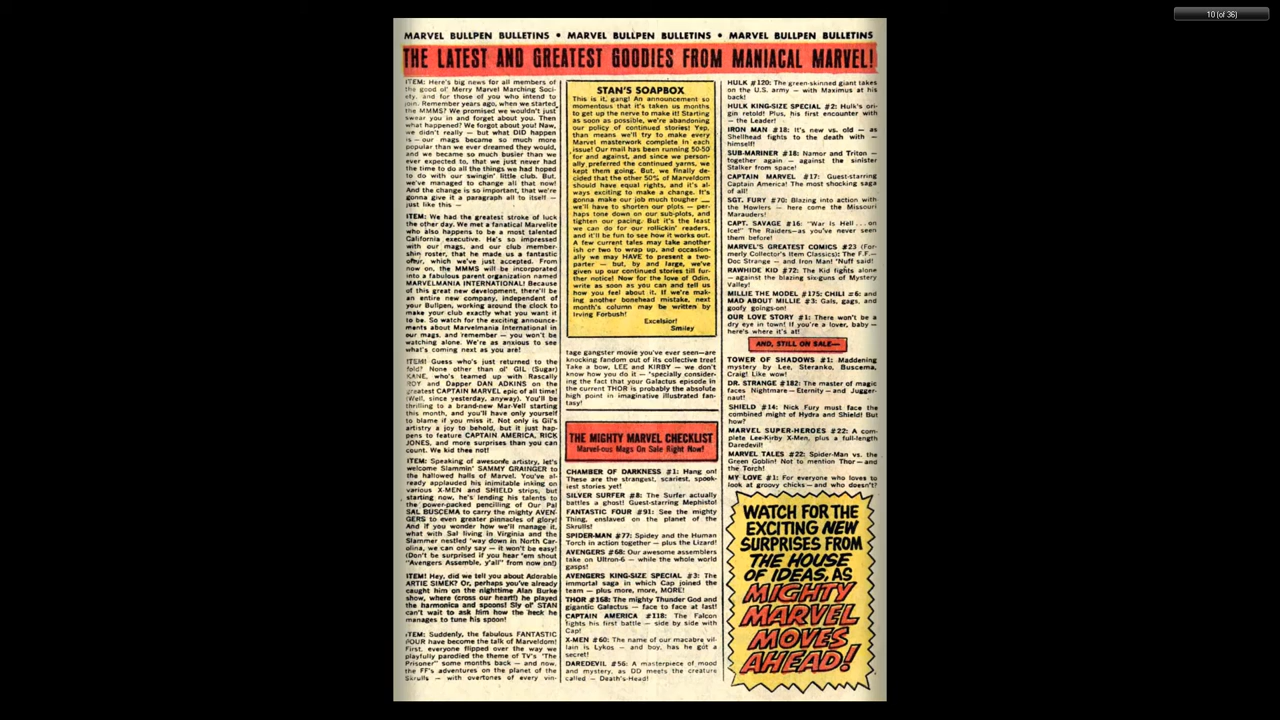 10 (of 36)
MARVEL BULLPEN BULLETINS • MARVEL BULLPEN BULLETINS • MARVEL BULLPEN BULLETINS
THE LATEST AND GREATEST GOODIES FROM MANIACAL MARVEL!
ITEM: Here's big news for all members of
the good ol' Merry Marvel Marching Soci-
ety, and for those of you who intend to
join. Remember years ago, when we started
the MMMS? We promised we wouldn't just
swear you in and forget about you. Then
what happened? We forgot about you! Naw,
we didn't really — but what DID happen
is — our mags became so much more
popular than we ever dreamed they would,
and we became so much busier than we
ever expected to, that we just never had
the time to do all the things we had hoped
to do with our swingin' little club. But,
we've managed to change all that now!
And the change is so important, that we're
gonna give it a paragraph all to itself —
just like this —
ITEM: We had the greatest stroke of luck
the other day. We met a fanatical Marvelite
who also happens to be a most talented
California executive. He's so impressed
with our mags, and our club member-
ship roster, that he made us a fantastic
offer, which we've just accepted. From
now on, the MMMS will be incorporated
into a fabulous parent organization named
MARVELMANIA INTERNATIONAL! Because
of this great new development, there'll be
an entire new company, independent of
your Bullpen, working around the clock to
make your club exactly what you want it
to be. So watch for the exciting announce-
ments about Marvelmania International in
our mags, and remember — you won't be
watching alone. We're as anxious to see
what's coming next as you are!
ITEM! Guess who's just returned to the
fold? None other than ol' GIL (Sugar)
KANE, who's teamed up with Rascally
ROY and Dapper DAN ADKINS on the
greatest CAPTAIN MARVEL epic of all time!
(Well, since yesterday, anyway). You'll be
thrilling to a brand-new Mar-Vell starting
this month, and you'll have only yourself
to blame if you miss it. Not only is Gil's
artistry a joy to behold, but it just hap-
pens to feature CAPTAIN AMERICA, RICK
JONES, and more surprises than you can
count. We kid thee not!
ITEM: Speaking of awesome artistry, let's
welcome Slammin' SAMMY GRAINGER to
the hallowed halls of Marvel. You've al-
ready applauded his inimitable inking on
various X-MEN and SHIELD strips, but
starting now, he's lending his talents to
the power-packed pencilling of Our Pal
SAL BUSCEMA to carry the mighty AVEN-
GERS to even greater pinnacles of glory!
And if you wonder how we'll manage it,
what with Sal living in Virginia and the
Slammer nestled 'way down in North Car-
olina, we can only say — it won't be easy!
(Don't be surprised if you hear 'em shout
"Avengers Assemble, y'all" from now on!)
ITEM! Hey, did we tell you about Adorable
ARTIE SIMEK? Or, perhaps you've already
caught him on the nighttime Alan Burke
show, where (cross our heart!) he played
the harmonica and spoons! Sly ol' STAN
can't wait to ask him how the heck he
manages to tune his spoon!
ITEM: Suddenly, the fabulous FANTASTIC
FOUR have become the talk of Marveldom!
First, everyone flipped over the way we
playfully parodied the theme of TV's "The
Prisoner" some months back — and now,
the FF's adventures on the planet of the
Skrulls — with overtones of every vin-
STAN'S SOAPBOX
This is it, gang! An announcement so
momentous that it's taken us months
to get up the nerve to make it! Starting
as soon as possible, we're abandoning
our policy of continued stories! Yep,
than means we'll try to make every
Marvel masterwork complete in each
issue! Our mail has been running 50-50
for and against, and since we person-
ally preferred the continued yarns, we
kept them going. But, we finally de-
cided that the other 50% of Marveldom
should have equal rights, and it's al-
ways exciting to make a change. It's
gonna make our job much tougher —
we'll have to shorten our plots — per-
haps tone down on our sub-plots, and
tighten our pacing. But it's the least
we can do for our rollickin' readers,
and it'll be fun to see how it works out.
A few current tales may take another
ish or two to wrap up, and occasion-
ally we may HAVE to present a two-
parter — but, by and large, we've
given up our continued stories till fur-
ther notice! Now for the love of Odin,
write as soon as you can and tell us
how you feel about it. If we're mak-
ing another bonehead mistake, next
month's column may be written by
Irving Forbush!
Excelsior!
Smiley
tage gangster movie you've ever seen—are
knocking fandom out of its collective tree!
Take a bow, LEE and KIRBY — we don't
know how you do it — 'specially consider-
ing the fact that your Galactus episode in
the current THOR is probably the absolute
high point in imaginative illustrated fan-
tasy!
THE MIGHTY MARVEL CHECKLIST
Marvel-ous Mags On Sale Right Now!
CHAMBER OF DARKNESS #1: Hang on!
These are the strangest, scariest, spook-
iest stories yet!
SILVER SURFER #8: The Surfer actually
battles a ghost! Guest-starring Mephisto!
FANTASTIC FOUR #91: See the mighty
Thing, enslaved on the planet of the
Skrulls!
SPIDER-MAN #77: Spidey and the Human
Torch in action together — plus the Lizard!
AVENGERS #68: Our awesome assemblers
take on Ultron-6 — while the whole world
gasps!
AVENGERS KING-SIZE SPECIAL #3: The
immortal saga in which Cap joined the
team — plus more, more, MORE!
THOR #168: The mighty Thunder God and
gigantic Galactus — face to face at last!
CAPTAIN AMERICA #118: The Falcon
fights his first battle — side by side with
Cap!
X-MEN #60: The name of our macabre vil-
lain is Lykos — and boy, has he got a
secret!
DAREDEVIL #56: A masterpiece of mood
and mystery, as DD meets the creature
called — Death's-Head!
HULK #120: The green-skinned giant takes
on the U.S. army — with Maximus at his
back!
HULK KING-SIZE SPECIAL #2: Hulk's ori-
gin retold! Plus, his first encounter with
— the Leader!
IRON MAN #18: It's new vs. old — as
Shellhead fights to the death with —
himself!
SUB-MARINER #18: Namor and Triton —
together again — against the sinister
Stalker from space!
CAPTAIN MARVEL #17: Guest-starring
Captain America! The most shocking saga
of all!
SGT. FURY #70: Blazing into action with
the Howlers — here come the Missouri
Marauders!
CAPT. SAVAGE #16: "War is Hell . . . on
Ice!" The Raiders—as you've never seen
them before!
MARVEL'S GREATEST COMICS #23 (For-
merly Collector's Item Classics): The F.F.—
Doc Strange — and Iron Man! 'Nuff said!
RAWHIDE KID #72: The Kid fights alone
— against the blazing six-guns of Mystery
Valley!
MILLIE THE MODEL #175: CHILI #6: and
MAD ABOUT MILLIE #3: Gals, gags, and
goofy goings-on!
OUR LOVE STORY #1: There won't be a
dry eye in town! If you're a lover, baby —
here's where it's at!
AND, STILL ON SALE—
TOWER OF SHADOWS #1: Maddening
mystery by Lee, Steranko, Buscema,
Craig! Like wow!
DR. STRANGE #182: The master of magic
faces Nightmare — Eternity — and Jugger-
naut!
SHIELD #14: Nick Fury must face the
combined might of Hydra and Shield! But
how?
MARVEL SUPER-HEROES #22: A com-
plete Lee-Kirby X-Men, plus a full-length
Daredevil!
MARVEL TALES #22: Spider-Man vs. the
Green Goblin! Not to mention Thor — and
the Torch!
MY LOVE #1: For everyone who loves to
look at groovy chicks — and who doesn't?
WATCH FOR THE
EXCITING NEW
SURPRISES FROM
THE HOUSE
OF IDEAS, AS
MIGHTY
MARVEL
MOVES
AHEAD!